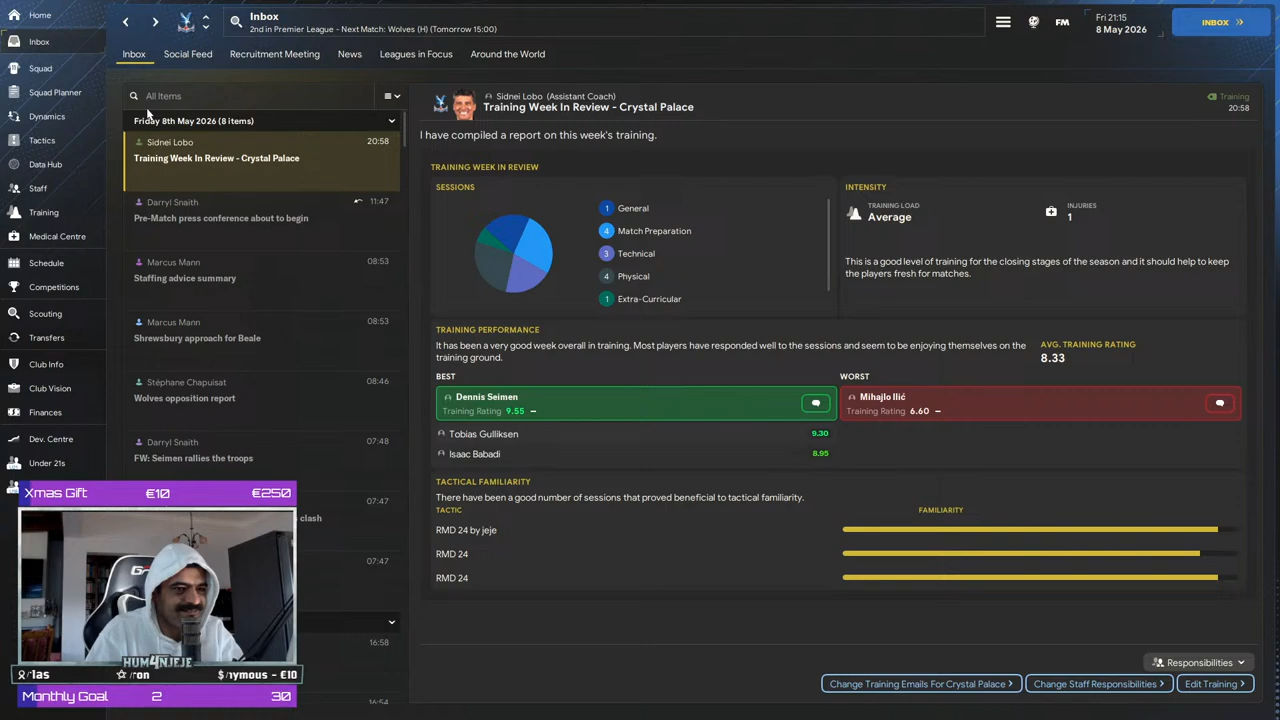 Home
Inbox
Squad
Squad Planner
Dynamics
Tactics
Data Hub
Staff
Training
Medical Centre
Schedule
Competitions
Scouting
Transfers
Club Info
Club Vision
Finances
Dev. Centre
Under 21s
Inbox
2nd in Premier League - Next Match: Wolves (H) (Tomorrow 15:00)
FM
Fri 21:15
8 May 2026
INBOX
Inbox
Social Feed
Recruitment Meeting
News
Leagues in Focus
Around the World
All Items
Friday 8th May 2026 (8 items)
Sidnei Lobo 20:58
Training Week In Review - Crystal Palace
Darryl Snaith 11:47
Pre-Match press conference about to begin
Marcus Mann 08:53
Staffing advice summary
Marcus Mann 08:53
Shrewsbury approach for Beale
Stéphane Chapuisat 08:46
Wolves opposition report
Darryl Snaith 07:48
FW: Seimen rallies the troops
07:47
clash
07:47
16:58
16:54
Sidnei Lobo (Assistant Coach)
Training Week In Review - Crystal Palace
Training
20:58
I have compiled a report on this week's training.
TRAINING WEEK IN REVIEW
SESSIONS
1 General
4 Match Preparation
3 Technical
4 Physical
1 Extra-Curricular
INTENSITY
TRAINING LOAD
Average
INJURIES
1
This is a good level of training for the closing stages of the season and it should help to keep
the players fresh for matches.
TRAINING PERFORMANCE
It has been a very good week overall in training. Most players have responded well to the sessions and seem to be enjoying themselves on the
training ground.
AVG. TRAINING RATING
8.33
BEST
Dennis Seimen
Training Rating 9.55 –
Tobias Gulliksen 9.30
Isaac Babadi 8.95
WORST
Mihajlo Ilić
Training Rating 6.60 –
TACTICAL FAMILIARITY
There have been a good number of sessions that proved beneficial to tactical familiarity.
TACTIC FAMILIARITY
RMD 24 by jeje
RMD 24
RMD 24
Responsibilities
Change Training Emails For Crystal Palace >
Change Staff Responsibilities >
Edit Training >
Xmas Gift €10 €250
HUM4NJEJE
/ron
$/nymous - €10
Monthly Goal 2 30